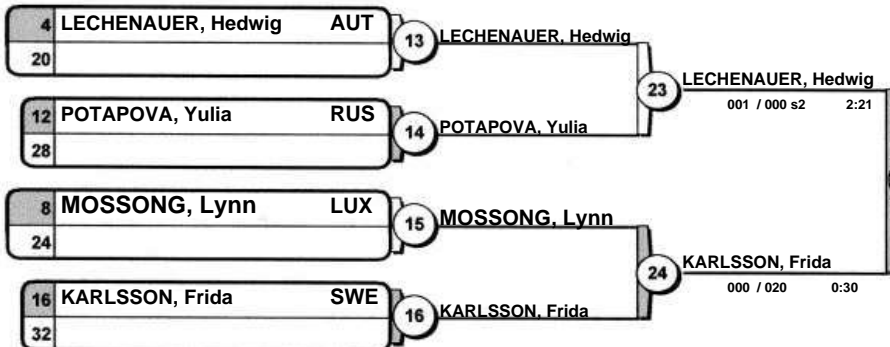 4 LECHENAUER, Hedwig AUT
20
13 LECHENAUER, Hedwig
12 POTAPOVA, Yulia RUS
28
14 POTAPOVA, Yulia
23 LECHENAUER, Hedwig
001 / 000 s2 2:21
8 MOSSONG, Lynn LUX
24
15 MOSSONG, Lynn
16 KARLSSON, Frida SWE
32
16 KARLSSON, Frida
24 KARLSSON, Frida
000 / 020 0:30